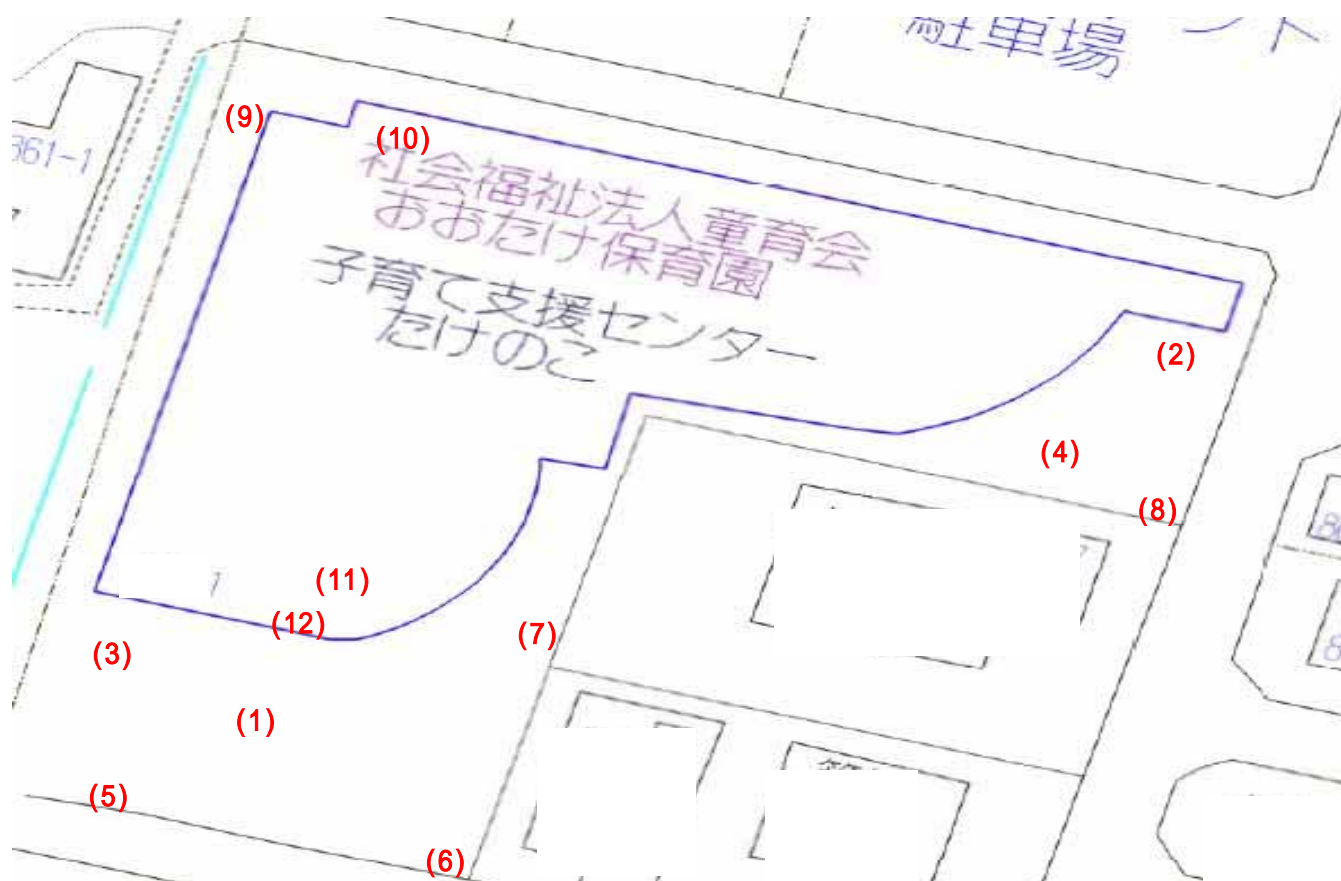 駐車場
(9)
(10)
361-1
社会福祉法人童育会
おおたけ保育園
子育て支援センター
たけのこ
(2)
(4)
(8)
(11)
1
(12)
(7)
(3)
(1)
(5)
(6)